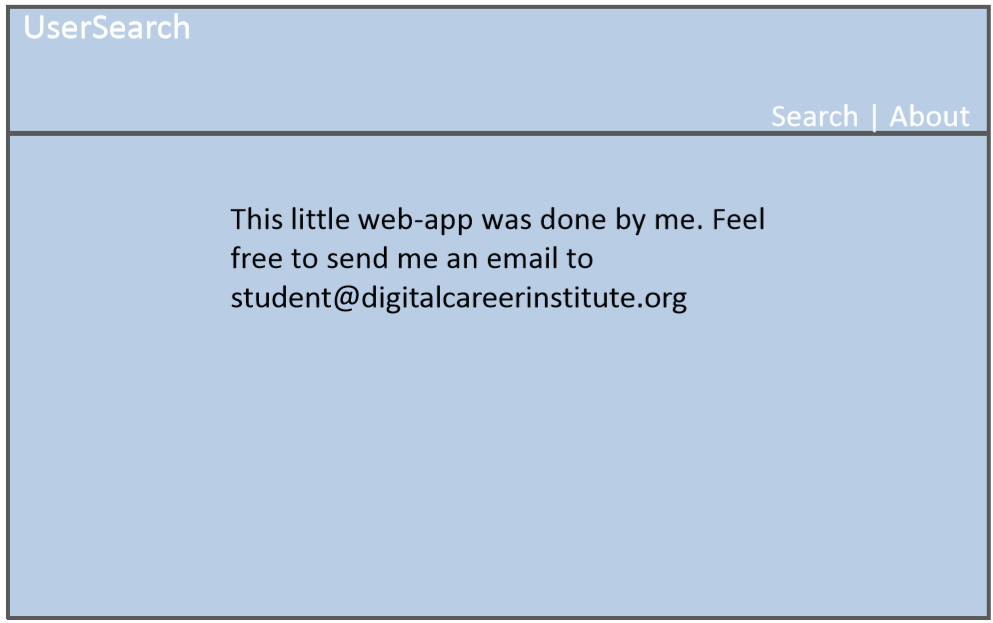 UserSearch
Search | About
This little web-app was done by me. Feel
free to send me an email to
student@digitalcareerinstitute.org